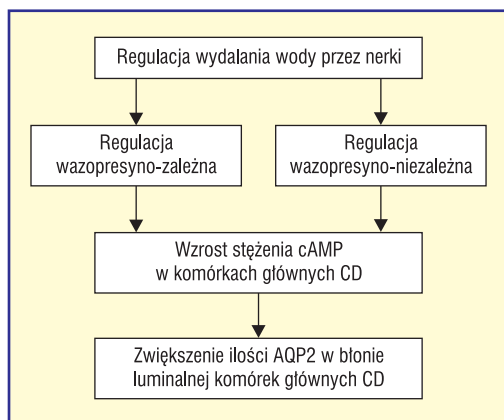 Regulacja wydalania wody przez nerki
Regulacja
wazopresyno-zależna
Regulacja
wazopresyno-niezależna
Wzrost stężenia cAMP
w komórkach głównych CD
Zwiększenie ilości AQP2 w błonie
luminalnej komórek głównych CD